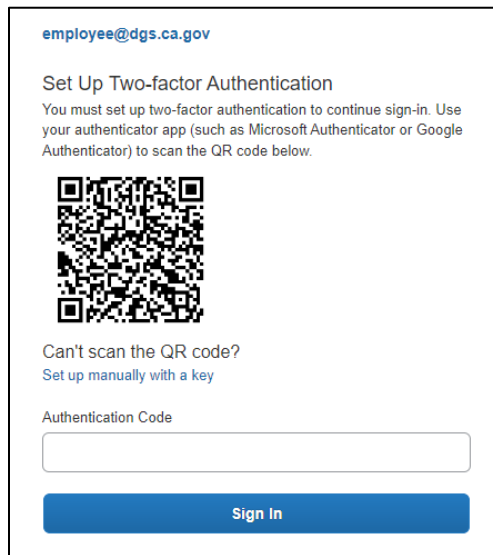 employee@dgs.ca.gov
Set Up Two-factor Authentication
You must set up two-factor authentication to continue sign-in. Use
your authenticator app (such as Microsoft Authenticator or Google
Authenticator) to scan the QR code below.
Can't scan the QR code?
Set up manually with a key
Authentication Code
Sign In